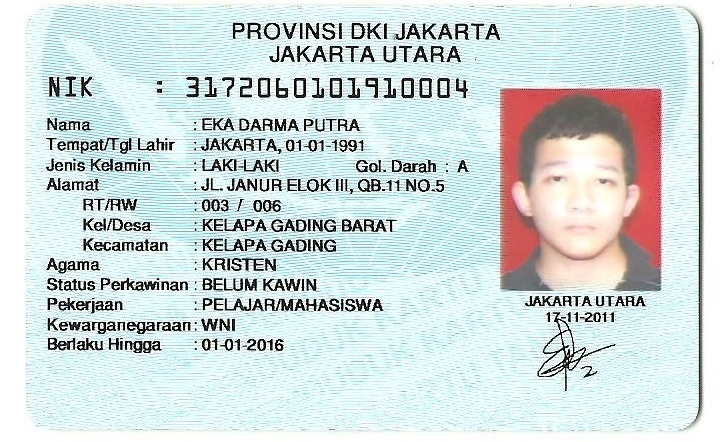 PROVINSI DKI JAKARTA
JAKARTA UTARA
NIK : 3172060101910004
Nama : EKA DARMA PUTRA
Tempat/Tgl Lahir : JAKARTA, 01-01-1991
Jenis Kelamin : LAKI-LAKI Gol. Darah : A
Alamat : JL. JANUR ELOK III, QB.11 NO.5
RT/RW : 003 / 006
Kel/Desa : KELAPA GADING BARAT
Kecamatan : KELAPA GADING
Agama : KRISTEN
Status Perkawinan : BELUM KAWIN
Pekerjaan : PELAJAR/MAHASISWA
Kewarganegaraan : WNI
Berlaku Hingga : 01-01-2016
JAKARTA UTARA
17-11-2011